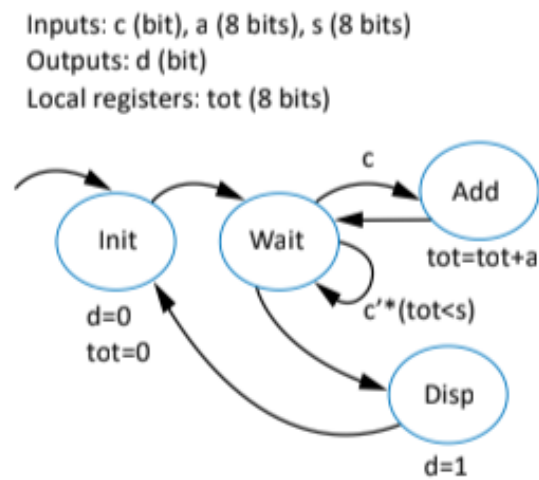 Inputs: c (bit), a (8 bits), s (8 bits)
Outputs: d (bit)
Local registers: tot (8 bits)
c
Add
Init
Wait
tot=tot+a
d=0
tot=0
c’*(tot<s)
Disp
d=1